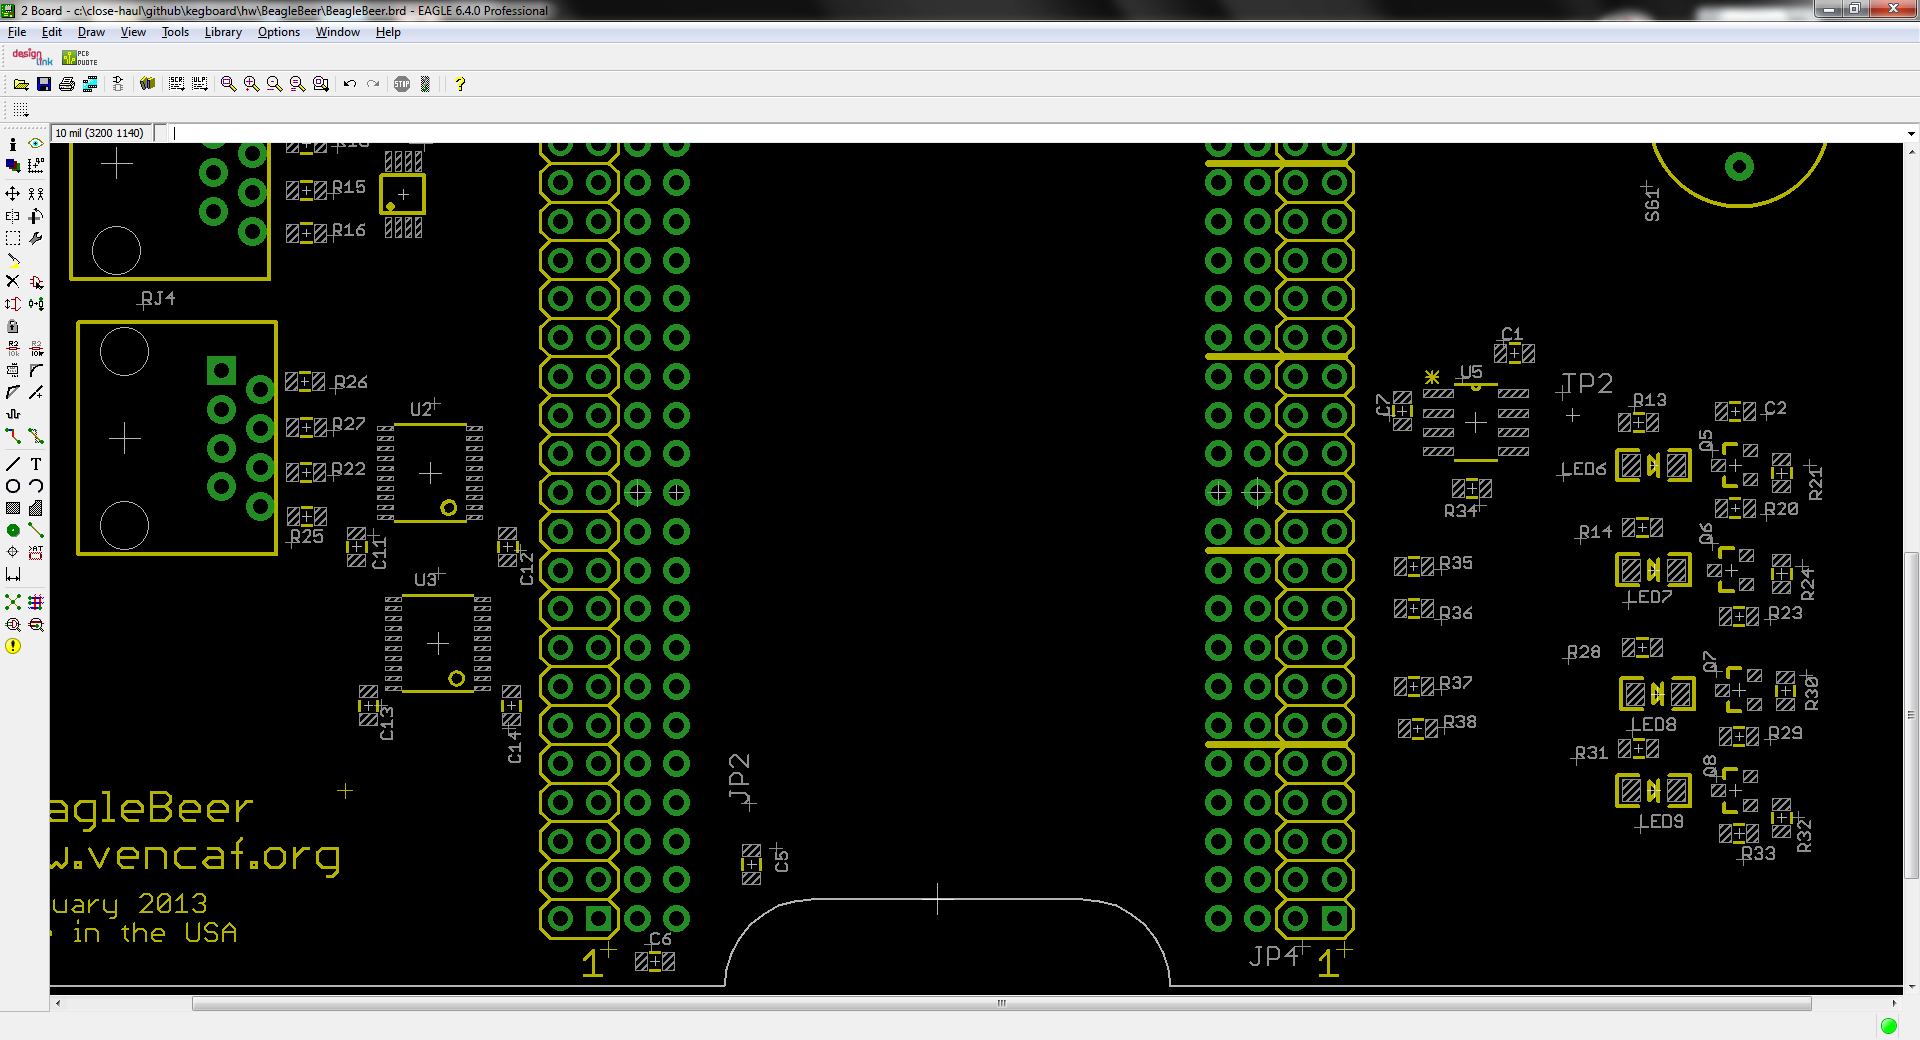 2 Board - c:\close-haul\github\kegboard\hw\BeagleBeer\BeagleBeer.brd - EAGLE 6.4.0 Professional
File Edit Draw View Tools Library Options Window Help
design link PCB QUOTE
SCR ULP STOP ?
10 mil (3200 1140)
R15
R16
RJ4
SG1
R26
U2
R27
R22
R25
C11
C12
U3
C13
C14
C1
U5
C7
TP2
R13
C2
Q5
LED6
R21
R34
R20
R14
Q6
R35
LED7
R24
R36
R23
R28
Q7
R37
R30
R38
LED8
R29
R31
Q8
LED9
R32
R33
JP2
C5
agleBeer
w.vencaf.org
uary 2013
in the USA
C6
1
JP4 1